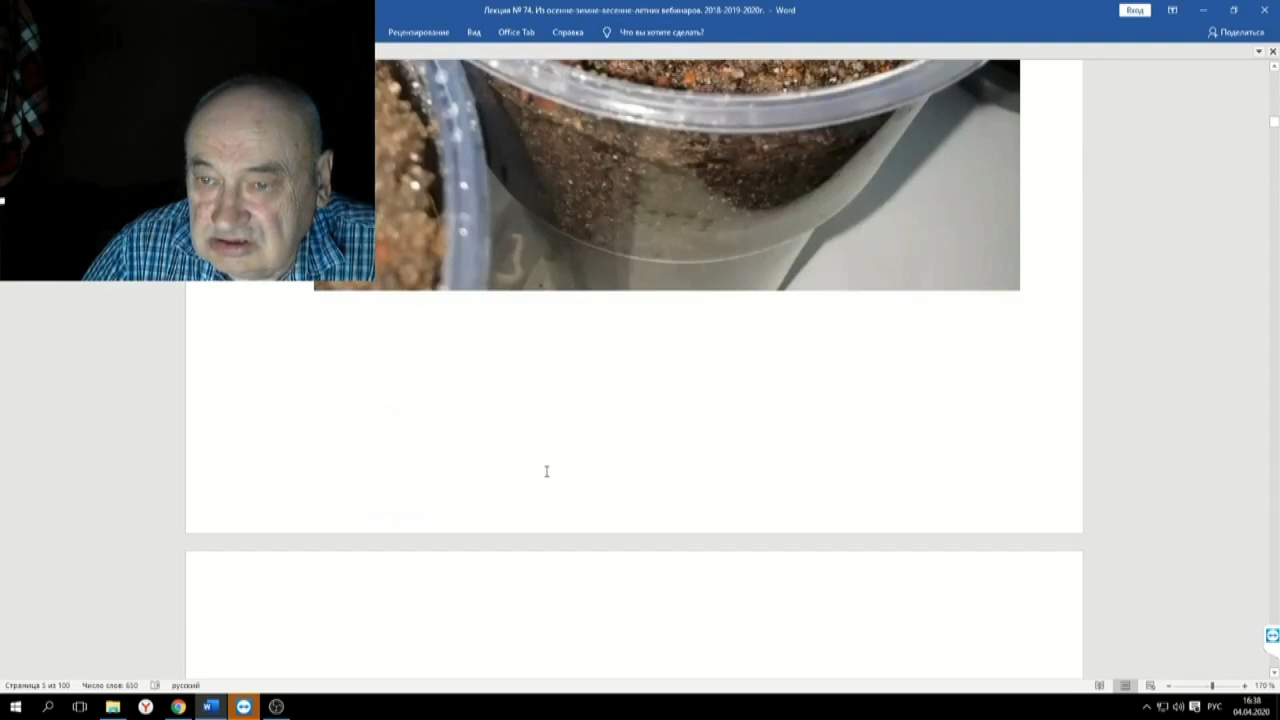 Лекция № 74. Из осенне-зимне-весенне-летних вебинаров. 2018-2019-2020г. - Word
Вход
Рецензирование Вид Office Tab Справка Что вы хотите сделать? Поделиться
Страница 5 из 100 Число слов: 650 русский 170 %
РУС
16:38
04.04.2020